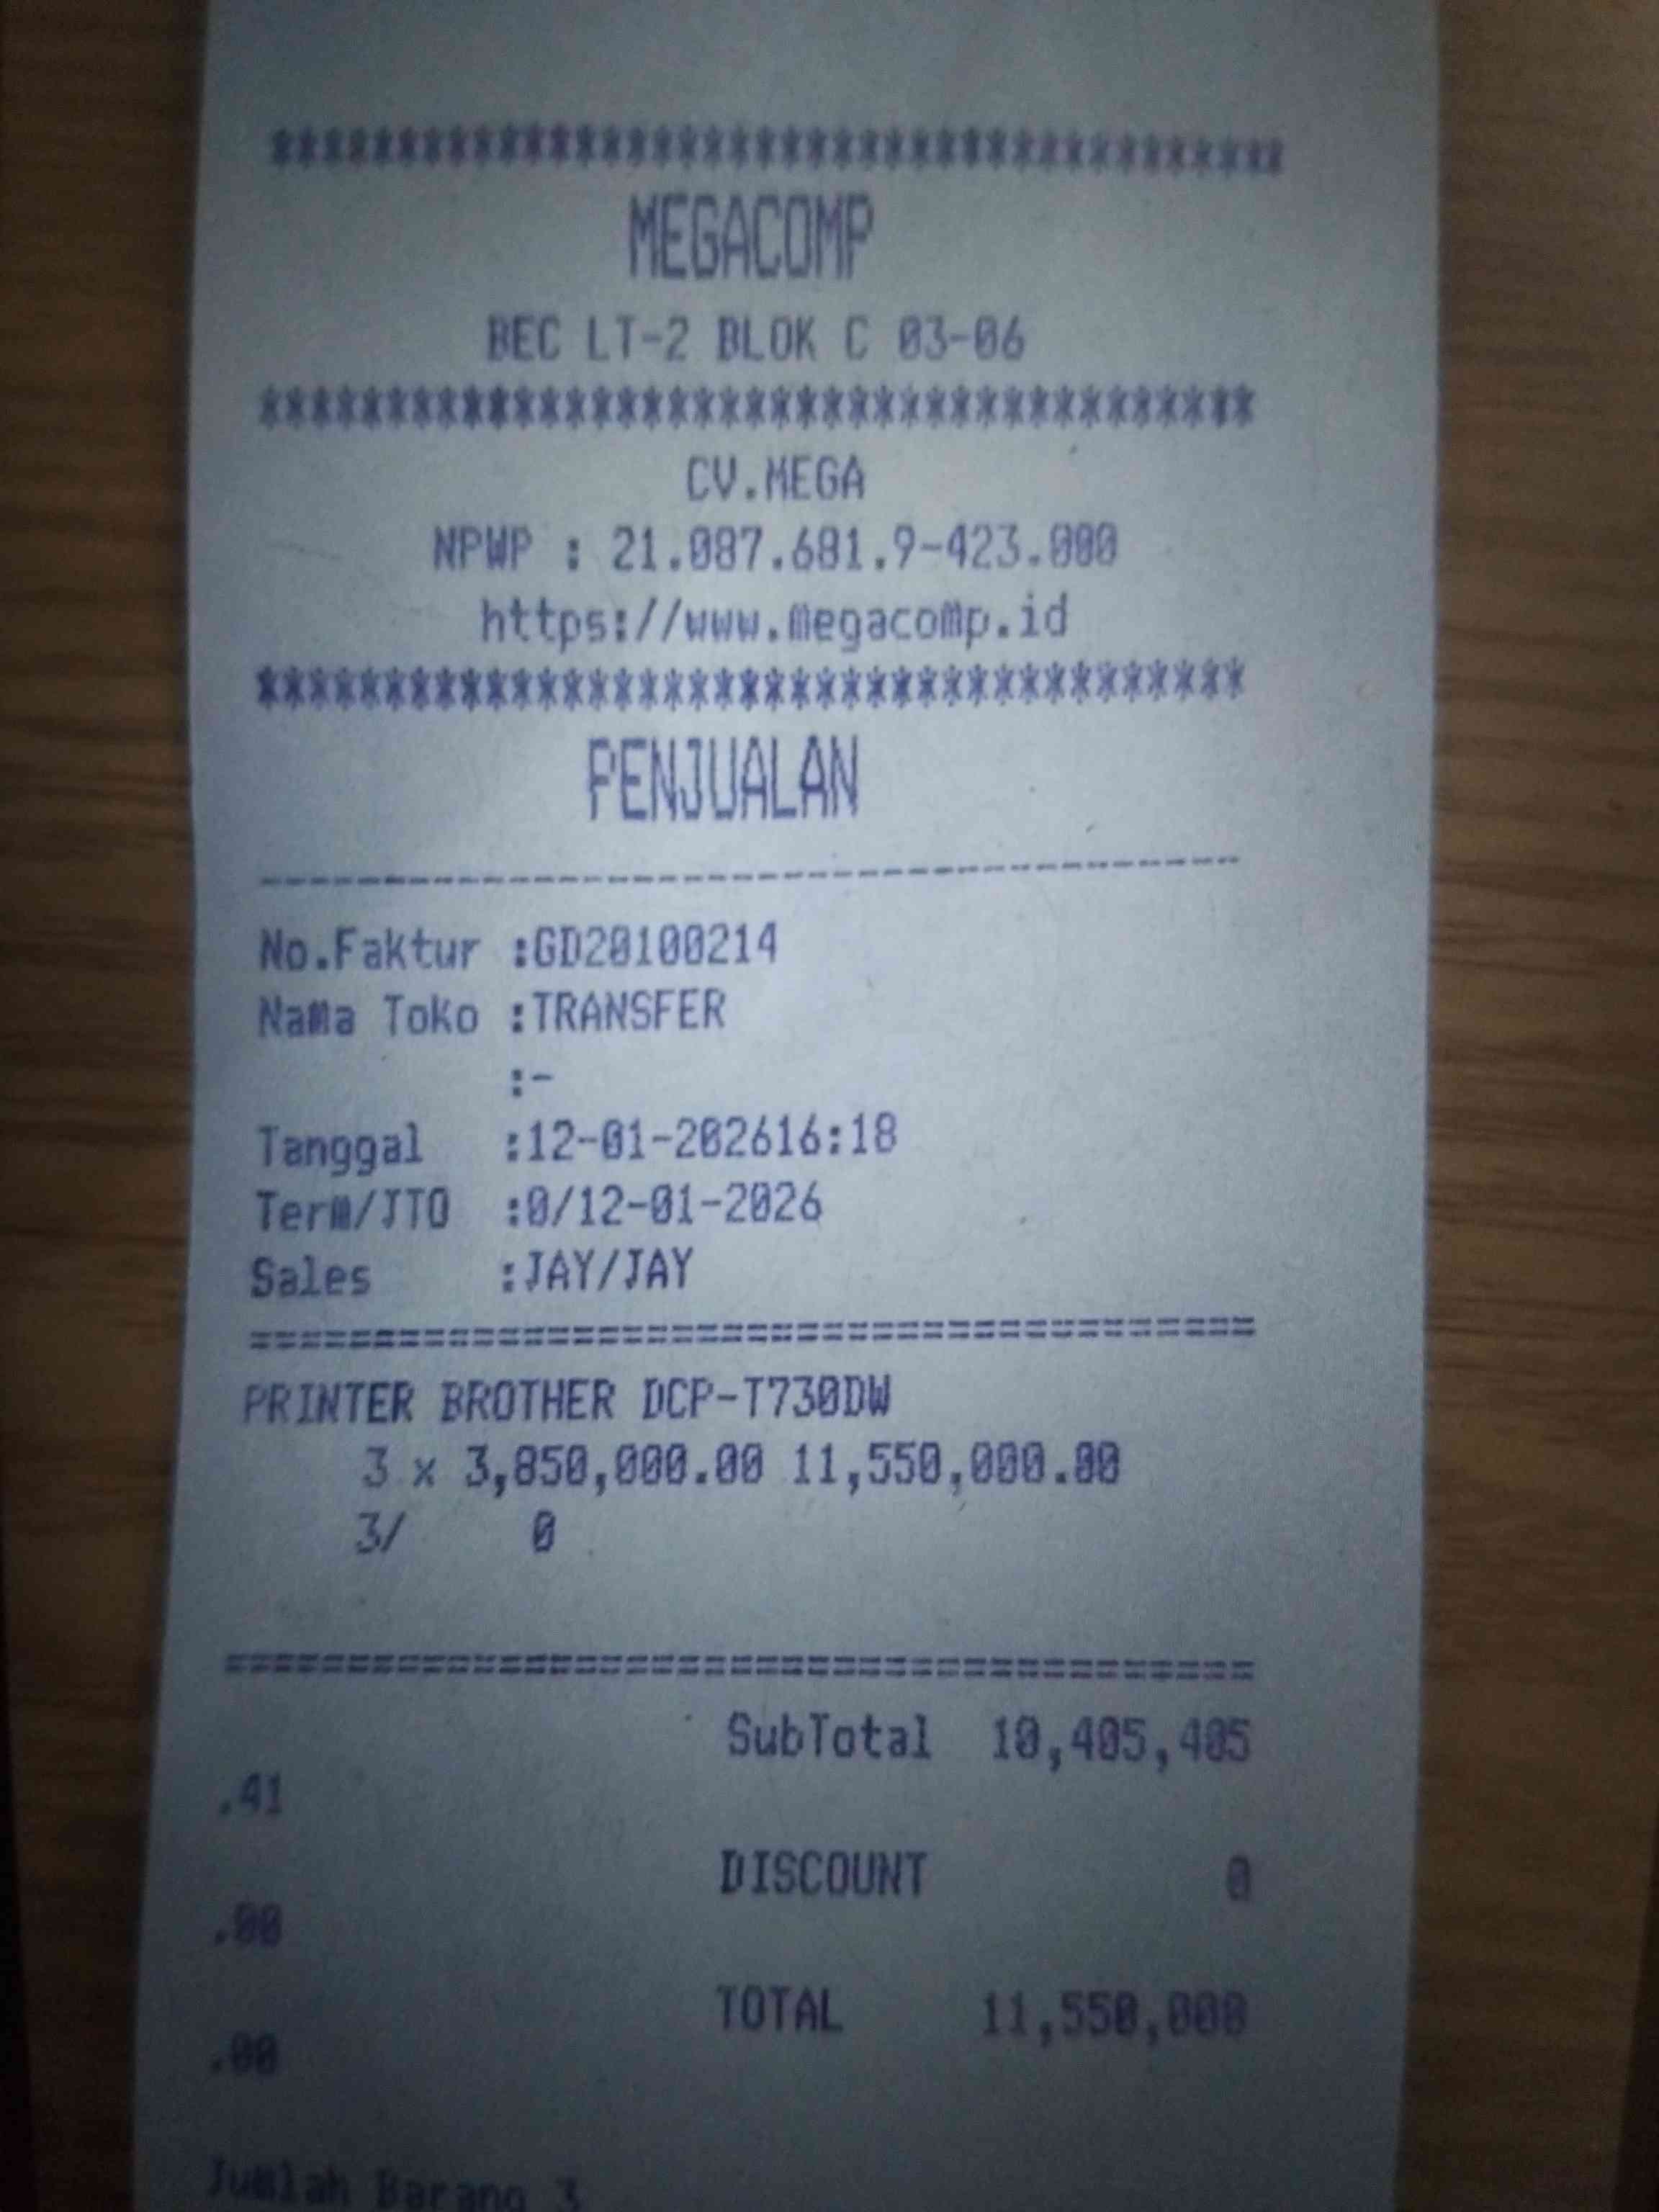 ****************************************
MEGACOMP
BEC LT-2 BLOK C 03-06
***************************************
CV.MEGA
NPWP : 21.087.681.9-423.000
https://www.megacomp.id
***************************************
PENJUALAN
---------------------------------------
No.Faktur :GD20100214
Nama Toko :TRANSFER
:-
Tanggal :12-01-202616:18
Term/JTO :0/12-01-2026
Sales :JAY/JAY
========================================
PRINTER BROTHER DCP-T730DW
3 x 3,850,000.00 11,550,000.00
3/ 0
========================================
SubTotal 10,405,405
.41
DISCOUNT 0
.00
TOTAL 11,550,000
.00
Jumlah Barang 3